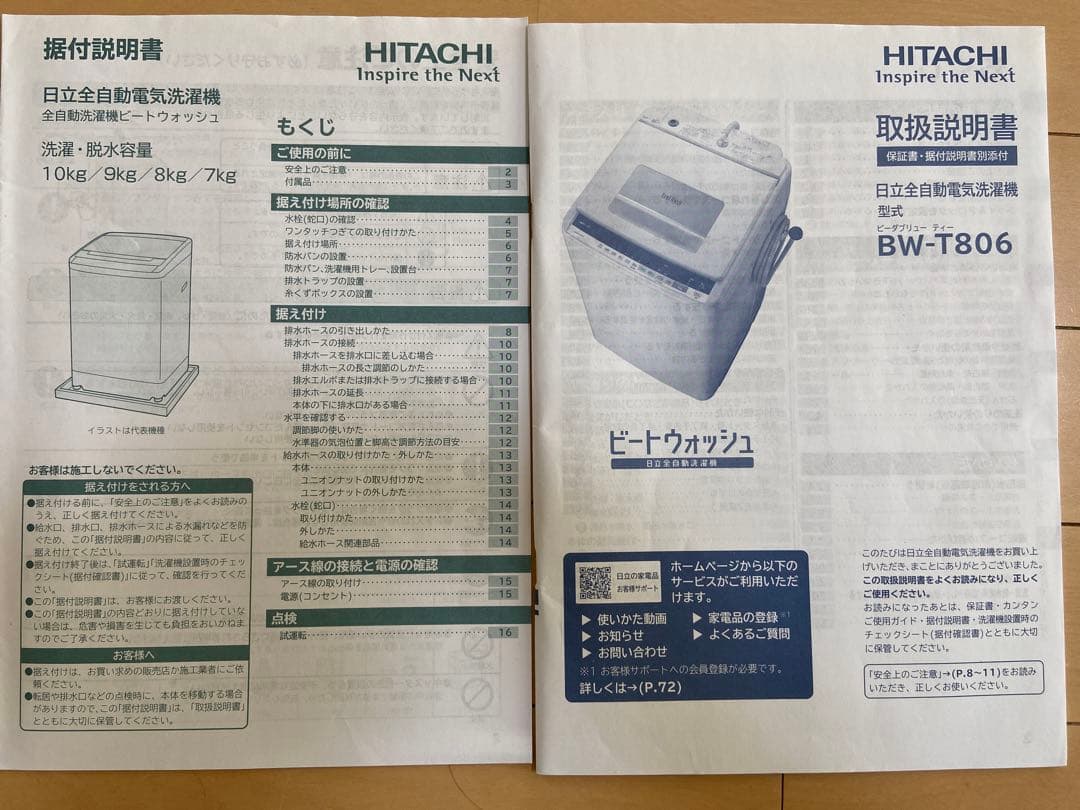 据付説明書
HITACHI
Inspire the Next
日立全自動電気洗濯機
全自動洗濯機ビートウォッシュ
洗濯・脱水容量
10kg/9kg/8kg/7kg
イラストは代表機種
お客様は施工しないでください。
据え付けをされる方へ
●据え付ける前に、「安全上のご注意」をよくお読みの
うえ、正しく据え付けてください。
●給水口、排水口、排水ホースによる水漏れなどを防
ぐため、この「据付説明書」の内容に従って、正しく
据え付けてください。
●据え付け終了後は、「試運転」「洗濯機設置時のチェッ
クシート(据付確認書)」に従って、確認を行ってくだ
さい。
●この「据付説明書」は、お客様にお渡しください。
●この「据付説明書」の内容どおりに据え付けしていな
い場合は、危害や損害を生じても負担をおいかねま
すのでご了承ください。
お客様へ
●据え付けは、お買い求めの販売店か施工業者にご依
頼ください。
●転居や排水口などの点検時に、本体を移動する場合
がありますので、この「据付説明書」は、「取扱説明書」
とともに大切に保管してください。
もくじ
ご使用の前に
安全上のご注意 2
付属品 3
据え付け場所の確認
水栓(蛇口)の確認 4
ワンタッチつぎての取り付けかた 5
据え付け場所 6
防水パンの設置 6
防水パン、洗濯機用トレー、設置台 7
排水トラップの設置 7
糸くずボックスの設置 7
据え付け
排水ホースの引き出しかた 8
排水ホースの接続 10
排水ホースを排水口に差し込む場合 10
排水ホースの長さ調節のしかた 10
排水エルボまたは排水トラップに接続する場合 10
排水ホースの延長 11
本体の下に排水口がある場合 11
水平を確認する 12
調節脚の使いかた 12
水準器の気泡位置と脚高さ調節方法の目安 12
給水ホースの取り付けかた・外しかた 13
本体 13
ユニオンナットの取り付けかた 13
ユニオンナットの外しかた 13
水栓(蛇口) 14
取り付けかた 14
外しかた 14
給水ホース関連部品 14
アース線の接続と電源の確認
アース線の取り付け 15
電源(コンセント) 15
点検
試運転 16
HITACHI
Inspire the Next
取扱説明書
保証書・据付説明書別添付
日立全自動電気洗濯機
型式
ビーダブリュー ティー
BW-T806
ビートウォッシュ
日立全自動洗濯機
日立の家電品
お客様サポート
ホームページから以下の
サービスがご利用いただ
けます。
▶ 使いかた動画
▶ 家電品の登録 ※1
▶ お知らせ
▶ よくあるご質問
▶ お問い合わせ
※1 お客様サポートへの会員登録が必要です。
詳しくは→(P.72)
このたびは日立全自動電気洗濯機をお買い上
げいただき、まことにありがとうございました。
この取扱説明書をよくお読みになり、正しく
ご使用ください。
お読みになったあとは、保証書・カンタン
ご使用ガイド・据付説明書・洗濯機設置時の
チェックシート(据付確認書)とともに大切
に保管してください。
「安全上のご注意」→(P.8〜11)をお読み
いただき、正しくお使いください。